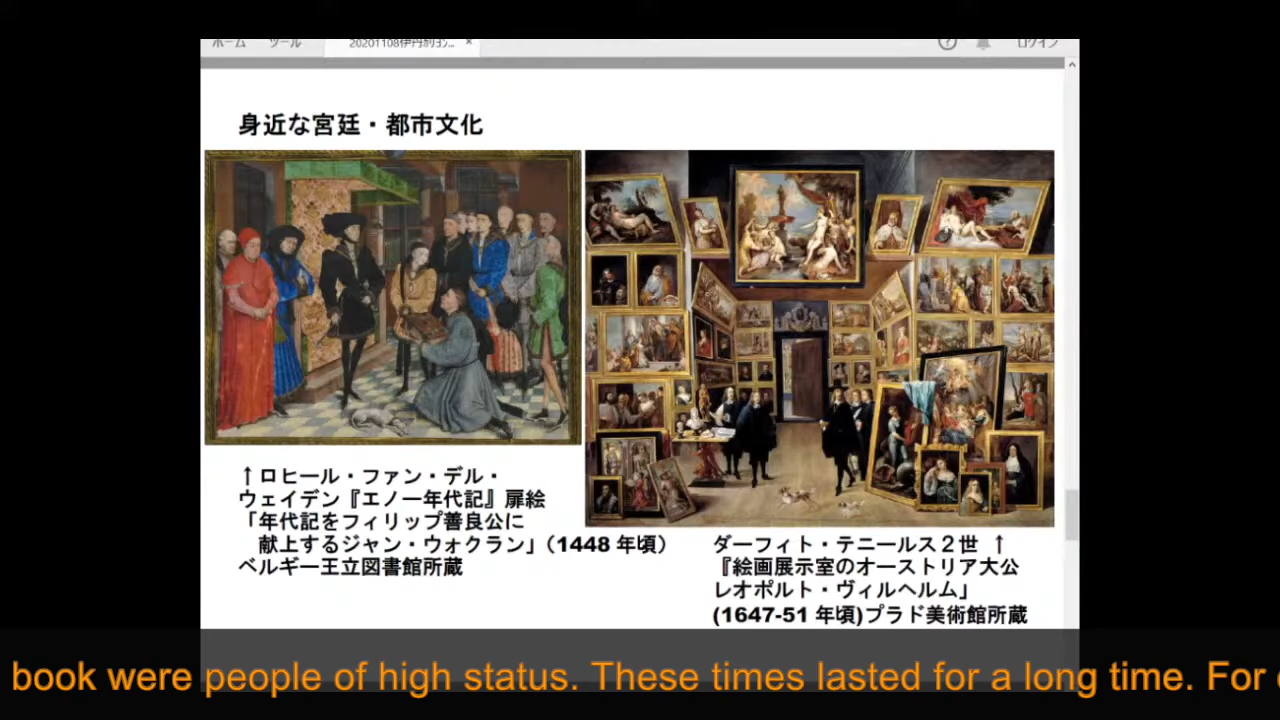 ホーム ツール 20201108伊丹市ヨン... × ? ログイン
身近な宮廷・都市文化
↑ロヒール・ファン・デル・
ウェイデン『エノー年代記』扉絵
「年代記をフィリップ善良公に
献上するジャン・ウォクラン」（1448 年頃）
ベルギー王立図書館所蔵
ダーフィト・テニールス２世 ↑
『絵画展示室のオーストリア大公
レオポルト・ヴィルヘルム」
(1647-51 年頃)プラド美術館所蔵
book were people of high status. These times lasted for a long time. For